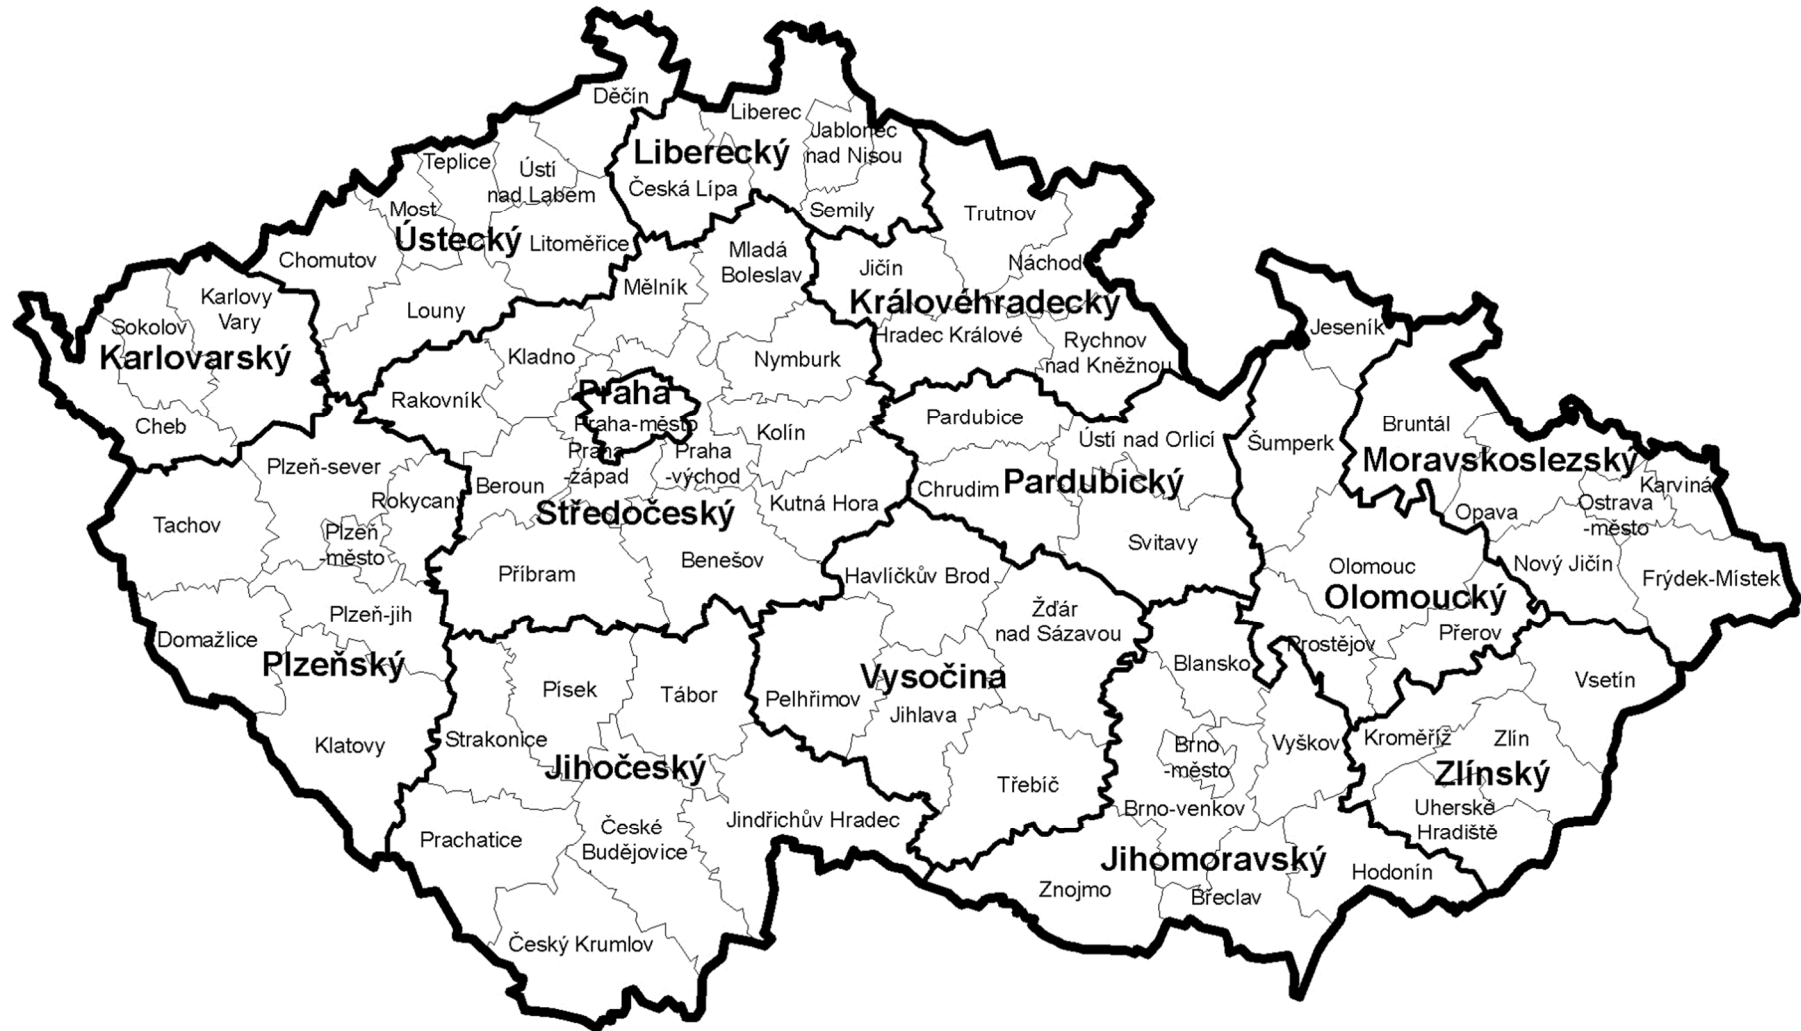 Děčín
Liberec
Jablonec
nad Nisou
Liberecký
Teplice
Ústí
nad Labem
Česká Lípa
Most
Semily
Trutnov
Ústecký
Litoměřice
Chomutov
Mladá
Boleslav
Jičín
Náchod
Mělník
Karlovy
Vary
Louny
Královéhradecký
Sokolov
Jeseník
Hradec Králové
Rychnov
nad Kněžnou
Karlovarský
Kladno
Nymburk
Praha
Rakovník
Cheb
Praha-město
Kolín
Pardubice
Bruntál
Ústí nad Orlicí
Šumperk
Plzeň-sever
Praha
-západ
Praha
-východ
Moravskoslezský
Rokycany
Beroun
Chrudim
Pardubický
Karviná
Kutná Hora
Středočeský
Opava
Ostrava
-město
Tachov
Plzeň
-město
Svitavy
Příbram
Benešov
Havlíčkův Brod
Olomouc
Nový Jičín
Frýdek-Místek
Olomoucký
Plzeň-jih
Žďár
nad Sázavou
Domažlice
Prostějov
Přerov
Plzeňský
Blansko
Vysočina
Vsetín
Písek
Tábor
Pelhřimov
Jihlava
Klatovy
Strakonice
Vyškov
Kroměříž
Zlín
Brno
-město
Jihočeský
Zlínský
Třebíč
Brno-venkov
Uherské
Hradiště
Jindřichův Hradec
Prachatice
České
Budějovice
Jihomoravský
Hodonín
Znojmo
Břeclav
Český Krumlov